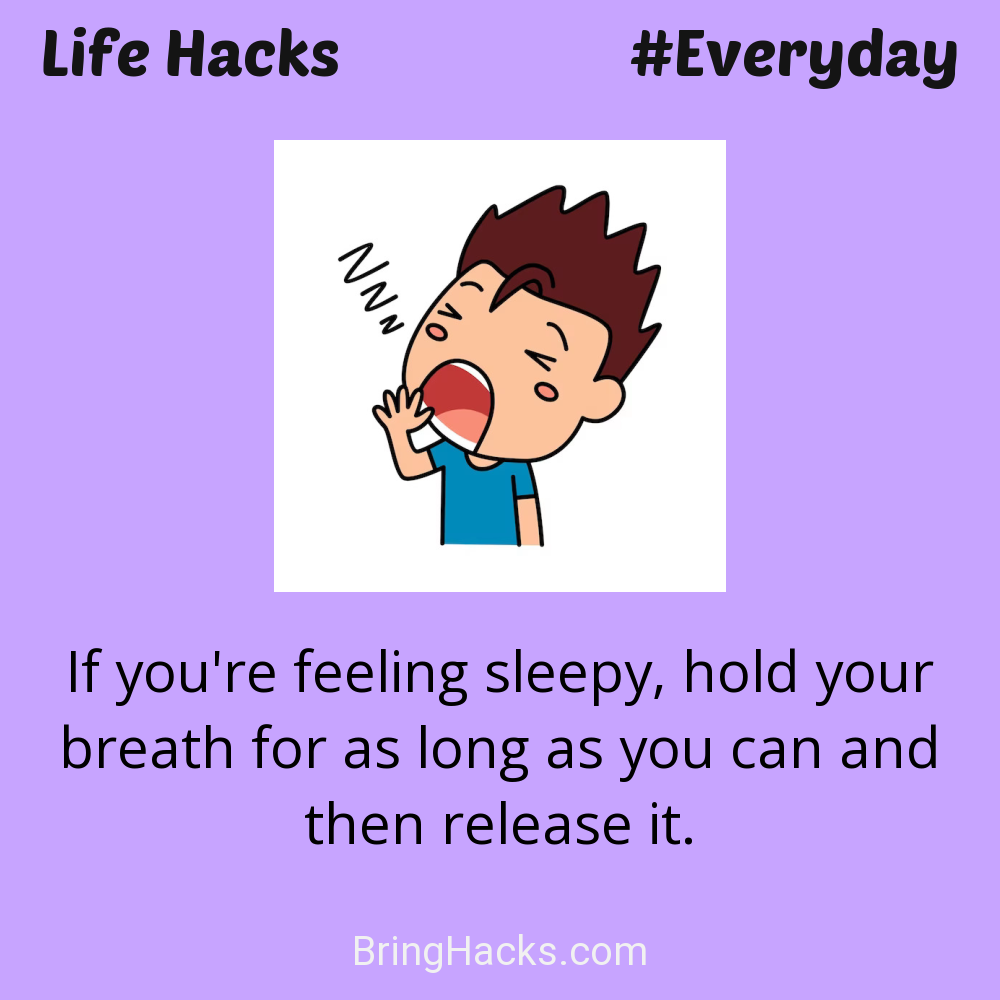 Life Hacks
#Everyday
NNN
If you're feeling sleepy, hold your
breath for as long as you can and
then release it.
BringHacks.com